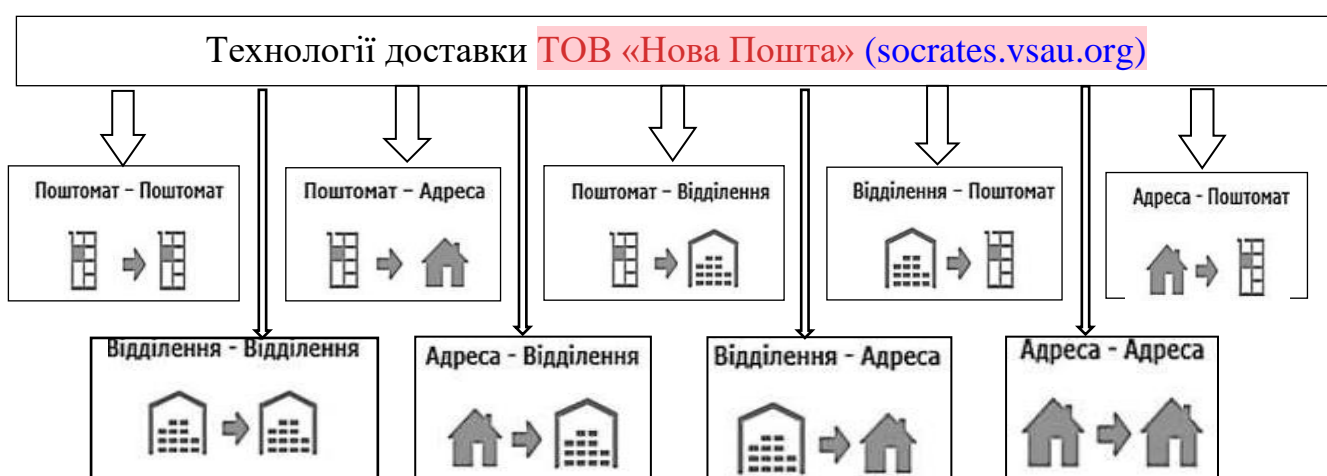 Технології доставки ТОВ «Нова Пошта» (socrates.vsau.org)
Поштомат – Поштомат
Поштомат – Адреса
Поштомат – Відділення
Відділення – Поштомат
Адреса - Поштомат
Відділення - Відділення
Адреса - Відділення
Відділення - Адреса
Адреса - Адреса